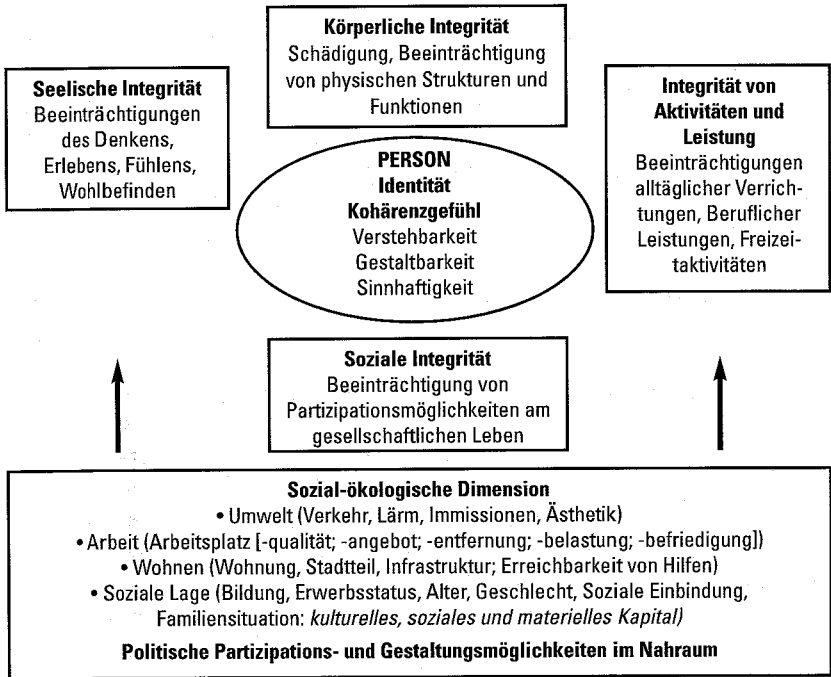 Körperliche Integrität
Schädigung, Beeinträchtigung
von physischen Strukturen und
Funktionen
Seelische Integrität
Beeinträchtigungen
des Denkens,
Erlebens, Fühlens,
Wohlbefinden
Integrität von
Aktivitäten und
Leistung
Beeinträchtigungen
alltäglicher Verrich-
tungen, Beruflicher
Leistungen, Freizei-
taktivitäten
PERSON
Identität
Kohärenzgefühl
Verstehbarkeit
Gestaltbarkeit
Sinnhaftigkeit
Soziale Integrität
Beeinträchtigung von
Partizipationsmöglichkeiten am
gesellschaftlichen Leben
Sozial-ökologische Dimension
• Umwelt (Verkehr, Lärm, Immissionen, Ästhetik)
• Arbeit (Arbeitsplatz [-qualität; -angebot; -entfernung; -belastung; -befriedigung])
• Wohnen (Wohnung, Stadtteil, Infrastruktur; Erreichbarkeit von Hilfen)
• Soziale Lage (Bildung, Erwerbsstatus, Alter, Geschlecht, Soziale Einbindung,
Familiensituation: kulturelles, soziales und materielles Kapital)
Politische Partizipations- und Gestaltungsmöglichkeiten im Nahraum